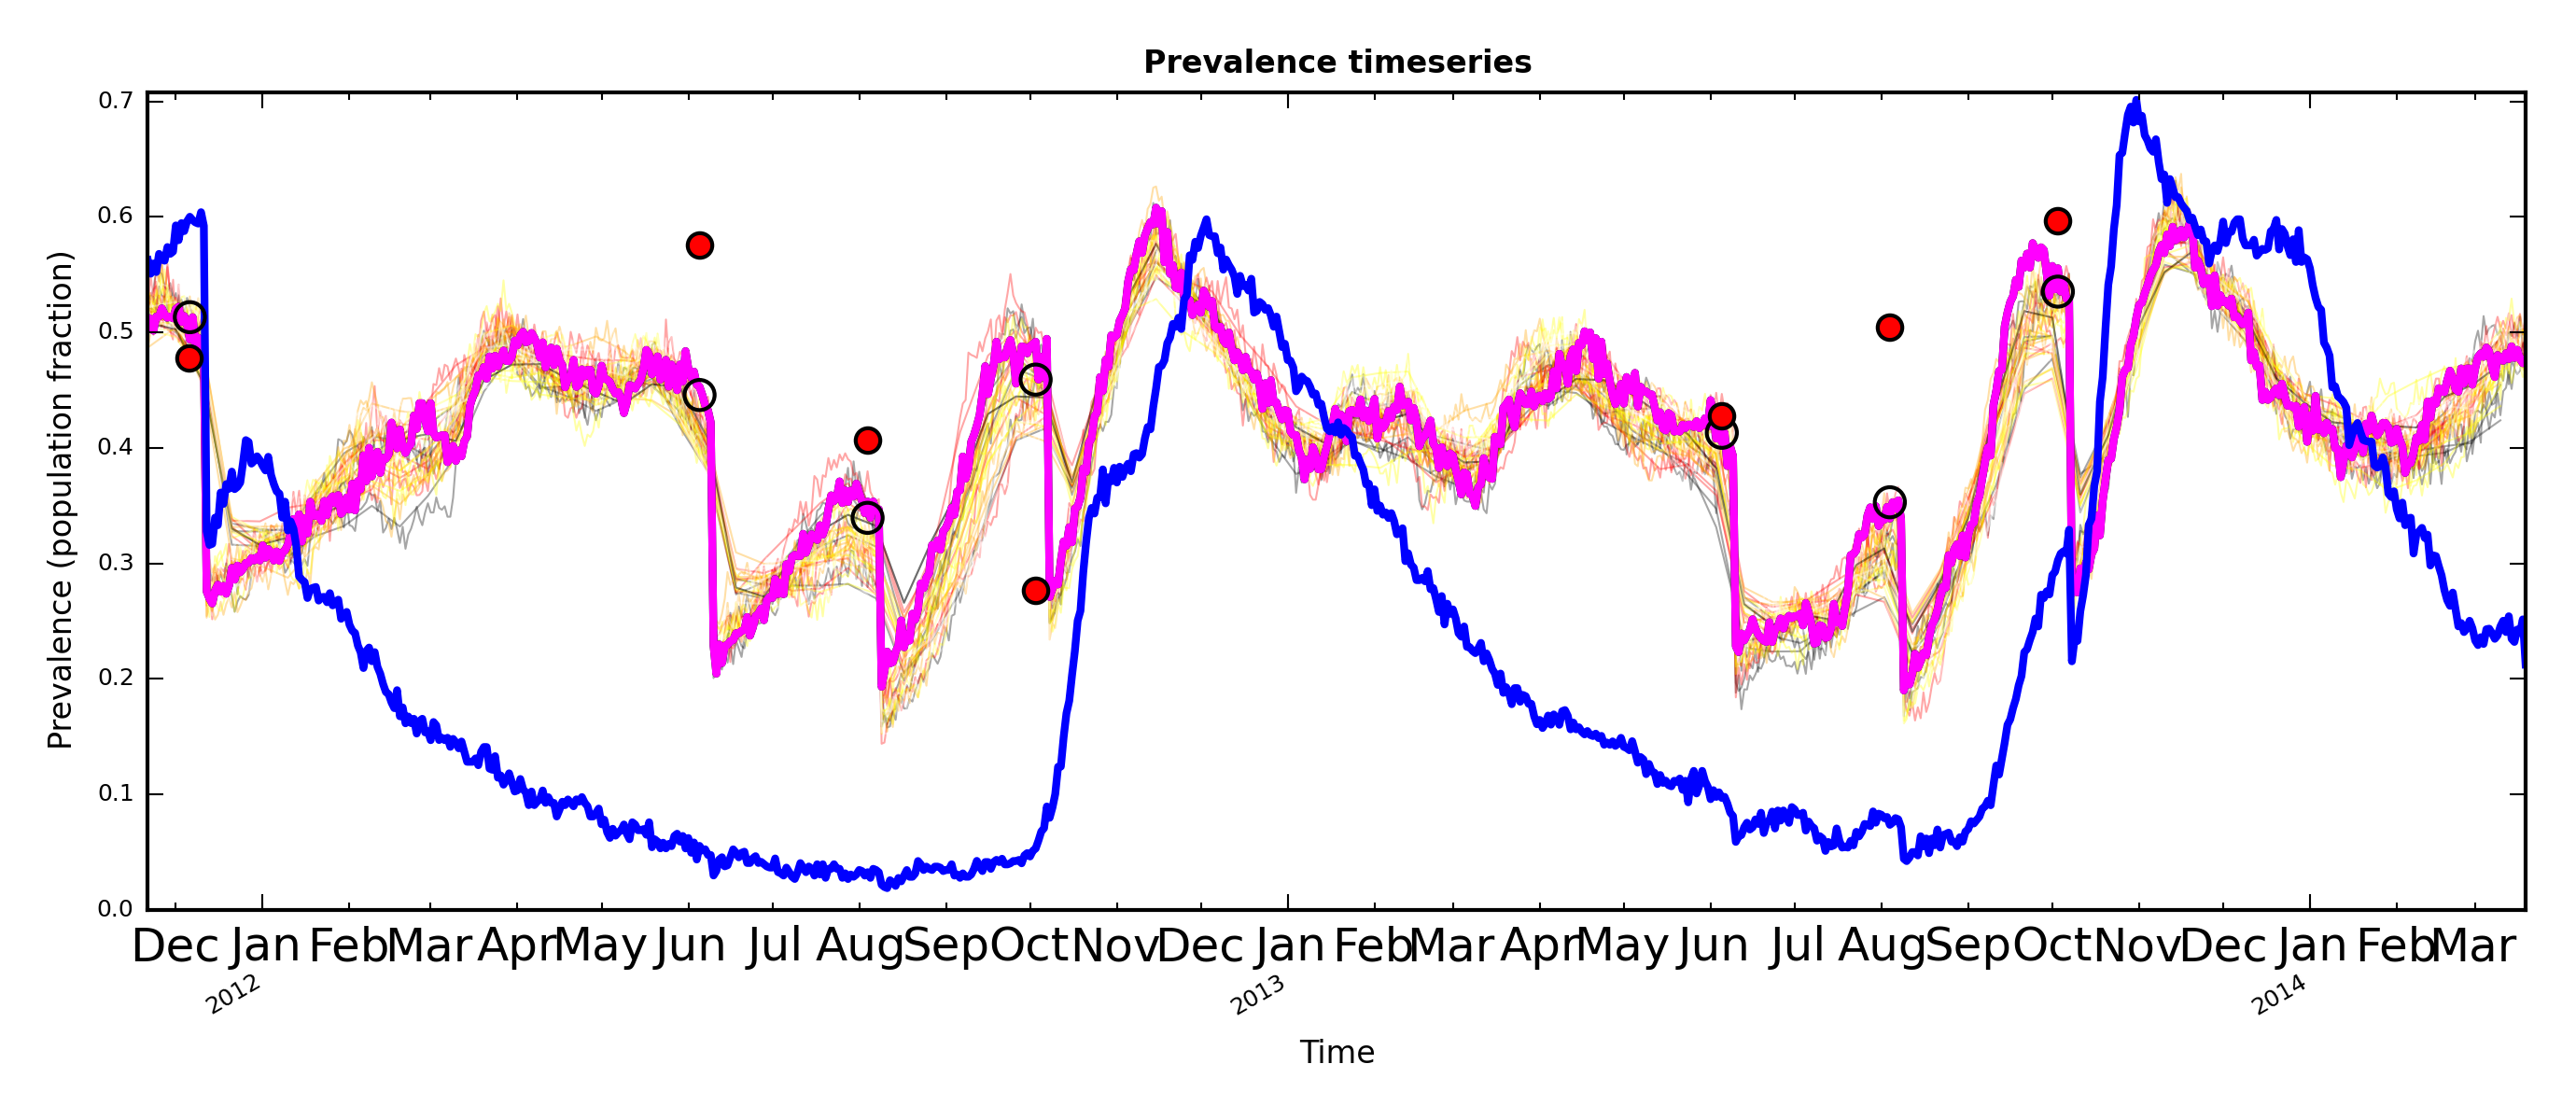 Prevalence timeseries
Prevalence (population fraction)
0.7
0.6
0.5
0.4
0.3
0.2
0.1
0.0
Dec Jan Feb Mar Apr May Jun Jul Aug Sep Oct Nov Dec Jan Feb Mar Apr May Jun Jul Aug Sep Oct Nov Dec Jan Feb Mar
2012 2013 2014
Time